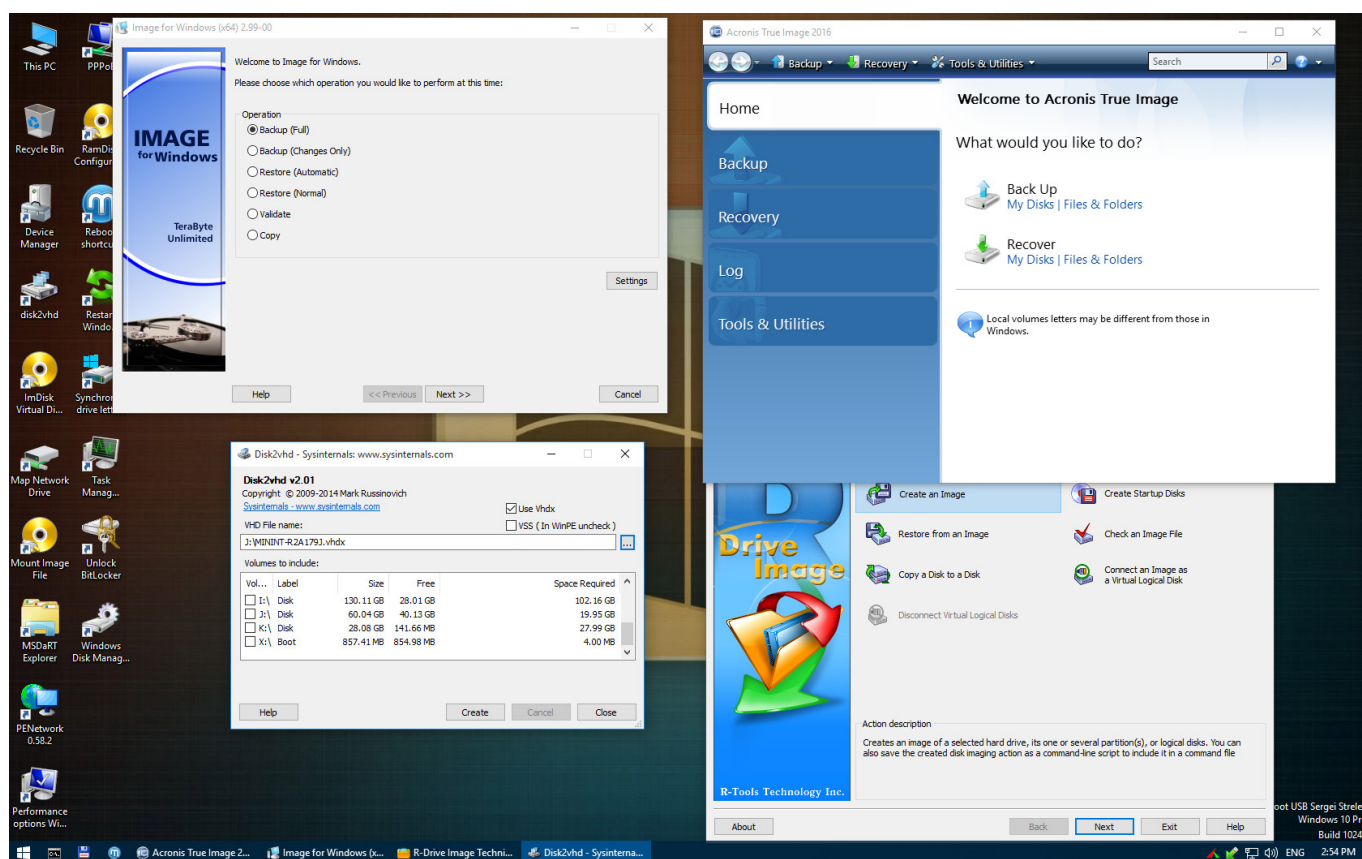 This PC
PPPoE
Recycle Bin
RamDisk
Configur
Device
Manager
Reboo
shortcu
disk2vhd
Restar
Windo
ImDisk
Virtual Di...
Synchron
drive lett
Map Network
Drive
Task
Manag...
Mount Image
File
Unlock
BitLocker
MSDaRT
Explorer
Windows
Disk Manag...
PENetwork
0.58.2
Performance
options Wi...
Image for Windows (x64) 2.99-00
IMAGE
for Windows
TeraByte
Unlimited
Welcome to Image for Windows.
Please choose which operation you would like to perform at this time:
Operation
Backup (Full)
Backup (Changes Only)
Restore (Automatic)
Restore (Normal)
Validate
Copy
Settings
Help
<< Previous
Next >>
Cancel
Acronis True Image 2016
Backup
Recovery
Tools & Utilities
Search
Home
Backup
Recovery
Log
Tools & Utilities
Welcome to Acronis True Image
What would you like to do?
Back Up
My Disks | Files & Folders
Recover
My Disks | Files & Folders
Local volumes letters may be different from those in
Windows.
Disk2vhd - Sysinternals: www.sysinternals.com
Disk2vhd v2.01
Copyright © 2009-2014 Mark Russinovich
Sysinternals - www.sysinternals.com
Use Vhdx
VSS ( In WinPE uncheck )
VHD File name:
J:\MININT-R2A179J.vhdx
...
Volumes to include:
Vol... Label Size Free Space Required
I:\ Disk 130.11 GB 28.01 GB 102.16 GB
J:\ Disk 60.04 GB 40.13 GB 19.95 GB
K:\ Disk 28.08 GB 141.66 MB 27.99 GB
X:\ Boot 857.41 MB 854.98 MB 4.00 MB
Help
Create
Cancel
Close
Drive
Image
R-Tools Technology Inc.
Create an Image
Create Startup Disks
Restore from an Image
Check an Image File
Copy a Disk to a Disk
Connect an Image as
a Virtual Logical Disk
Disconnect Virtual Logical Disks
Action description
Creates an image of a selected hard drive, its one or several partition(s), or logical disks. You can
also save the created disk imaging action as a command-line script to include it in a command file
About
Back
Next
Exit
Help
oot USB Sergei Strele
Windows 10 Pr
Build 1024
Acronis True Image 2...
Image for Windows (x...
R-Drive Image Techni...
Disk2vhd - Sysinterna...
ENG
2:54 PM